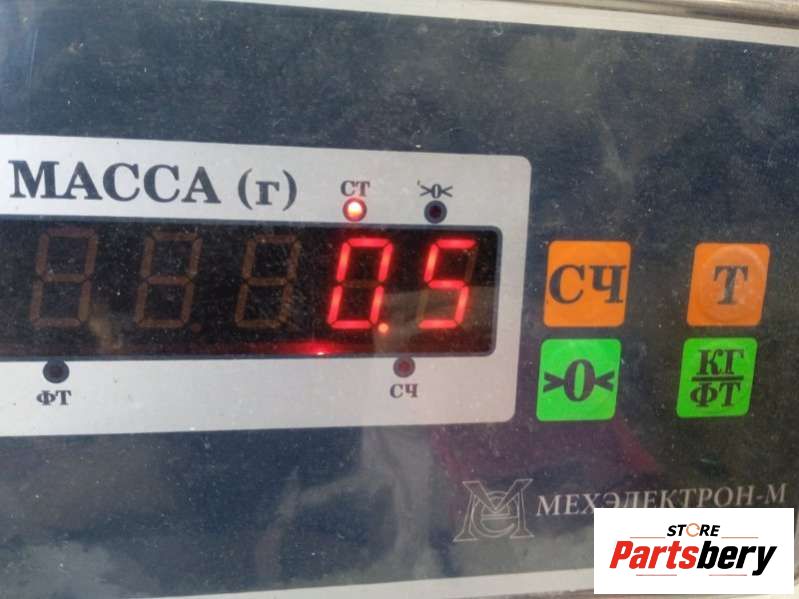 МАССА (г)
СТ
>0<
0.5
ФТ
СЧ
СЧ
Т
>0<
КГ
ФТ
МЕХЭЛЕКТРОН-М
STORE
Partsbery